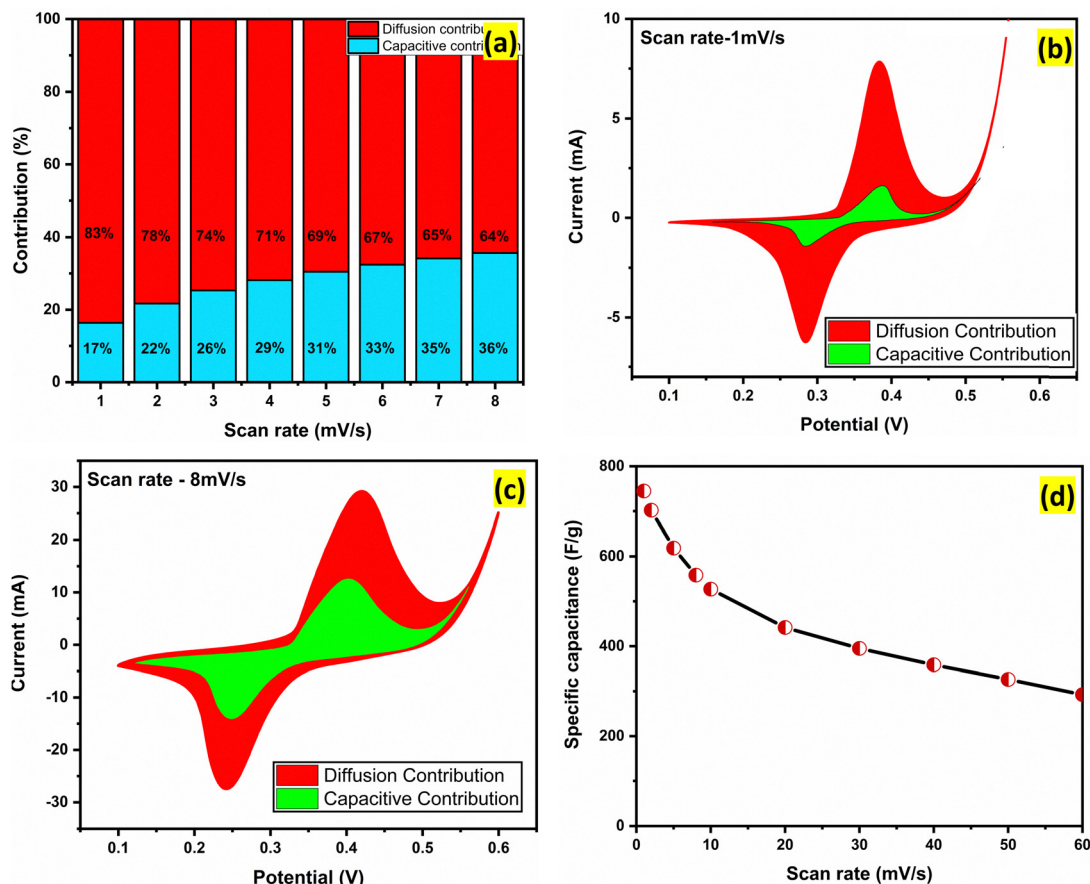 (a)
Diffusion contribu
Capacitive contribution
100
80
60
40
20
0
83% 78% 74% 71% 69% 67% 65% 64%
17% 22% 26% 29% 31% 33% 35% 36%
1 2 3 4 5 6 7 8
Contribution (%)
Scan rate (mV/s)
Scan rate-1mV/s
(b)
10
5
0
-5
0.1 0.2 0.3 0.4 0.5 0.6
Current (mA)
Potential (V)
Diffusion Contribution
Capacitive Contribution
Scan rate - 8mV/s
(c)
30
20
10
0
-10
-20
-30
0.1 0.2 0.3 0.4 0.5 0.6
Current (mA)
Potential (V)
Diffusion Contribution
Capacitive Contribution
(d)
800
600
400
200
0
0 10 20 30 40 50 60
Specific capacitance (F/g)
Scan rate (mV/s)